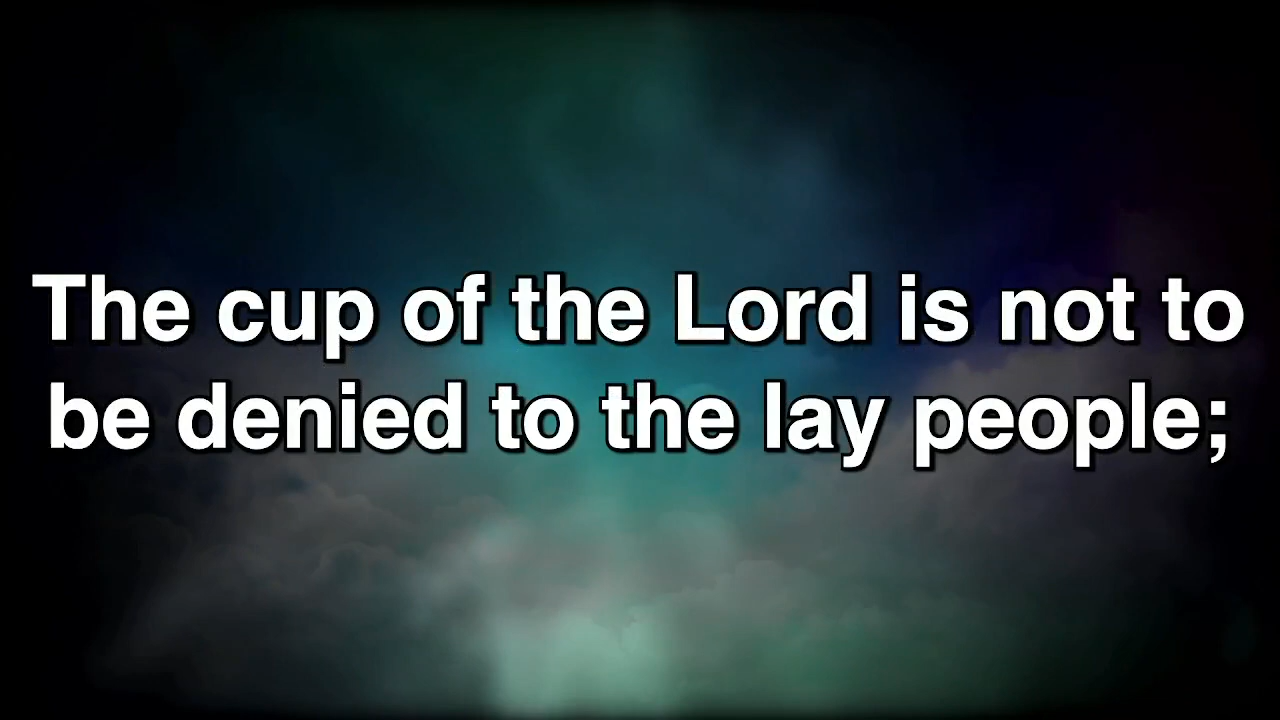 The cup of the Lord is not to
be denied to the lay people;